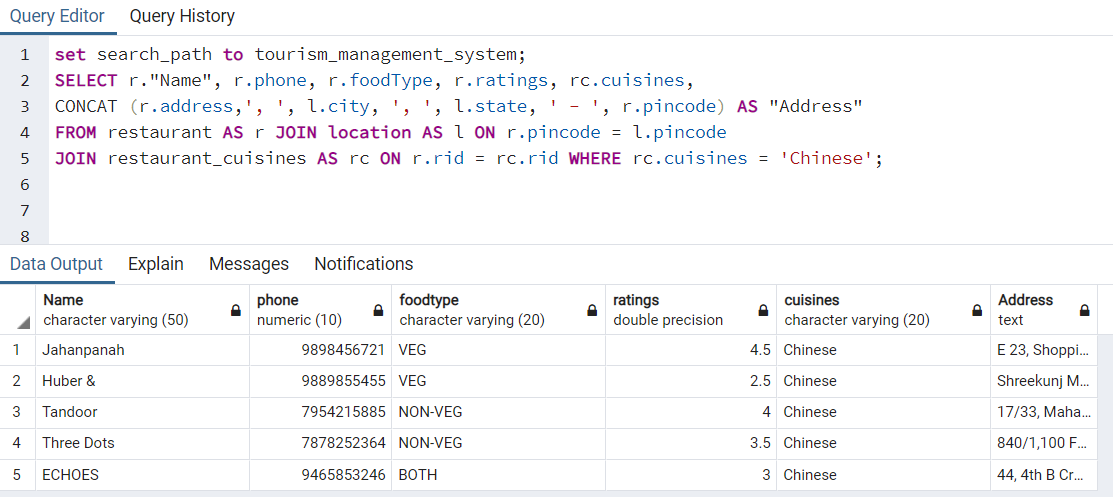 Query Editor Query History
1 set search_path to tourism_management_system;
2 SELECT r."Name", r.phone, r.foodType, r.ratings, rc.cuisines,
3 CONCAT (r.address,', ', l.city, ', ', l.state, ' - ', r.pincode) AS "Address"
4 FROM restaurant AS r JOIN location AS l ON r.pincode = l.pincode
5 JOIN restaurant_cuisines AS rc ON r.rid = rc.rid WHERE rc.cuisines = 'Chinese';
6
7
8
Data Output Explain Messages Notifications
Name phone foodtype ratings cuisines Address
character varying (50) numeric (10) character varying (20) double precision character varying (20) text
1 Jahanpanah 9898456721 VEG 4.5 Chinese E 23, Shoppi...
2 Huber & 9889855455 VEG 2.5 Chinese Shreekunj M...
3 Tandoor 7954215885 NON-VEG 4 Chinese 17/33, Maha...
4 Three Dots 7878252364 NON-VEG 3.5 Chinese 840/1,100 F...
5 ECHOES 9465853246 BOTH 3 Chinese 44, 4th B Cr...